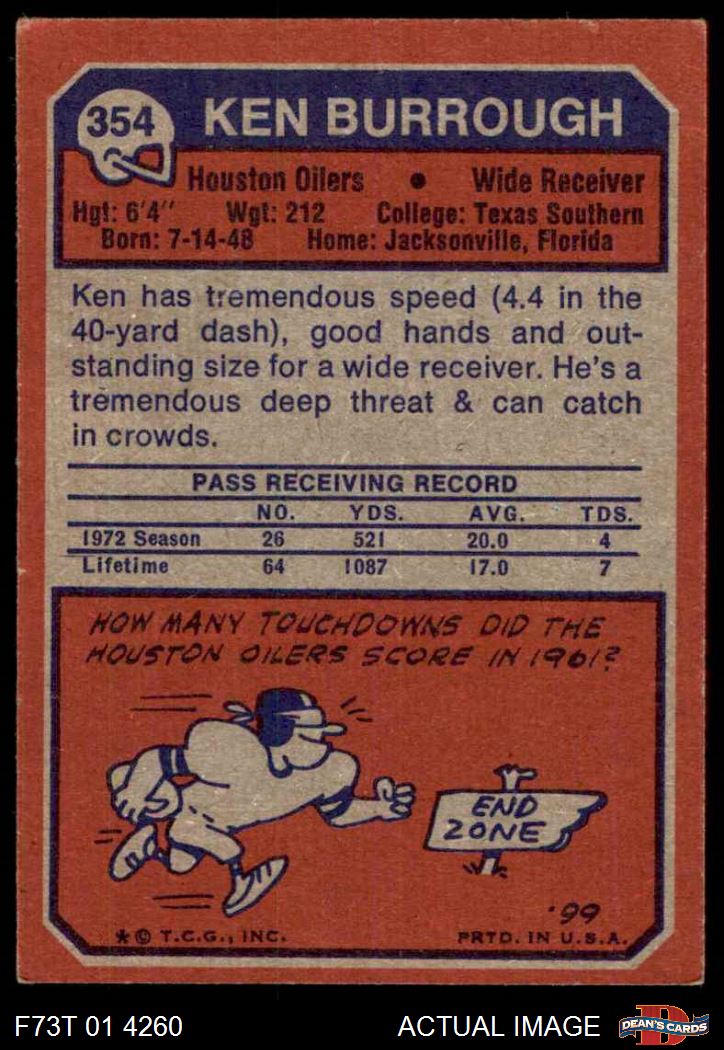 354
KEN BURROUGH
Houston Oilers • Wide Receiver
Hgt: 6'4" Wgt: 212 College: Texas Southern
Born: 7-14-48 Home: Jacksonville, Florida
Ken has tremendous speed (4.4 in the
40-yard dash), good hands and out-
standing size for a wide receiver. He's a
tremendous deep threat & can catch
in crowds.
PASS RECEIVING RECORD
NO. YDS. AVG. TDS.
1972 Season 26 521 20.0 4
Lifetime 64 1087 17.0 7
HOW MANY TOUCHDOWNS DID THE
HOUSTON OILERS SCORE IN 1961?
END
ZONE
'99
* © T.C.G., INC. PRTD. IN U.S.A.
F73T 01 4260 ACTUAL IMAGE
D
DEAN'S CARDS